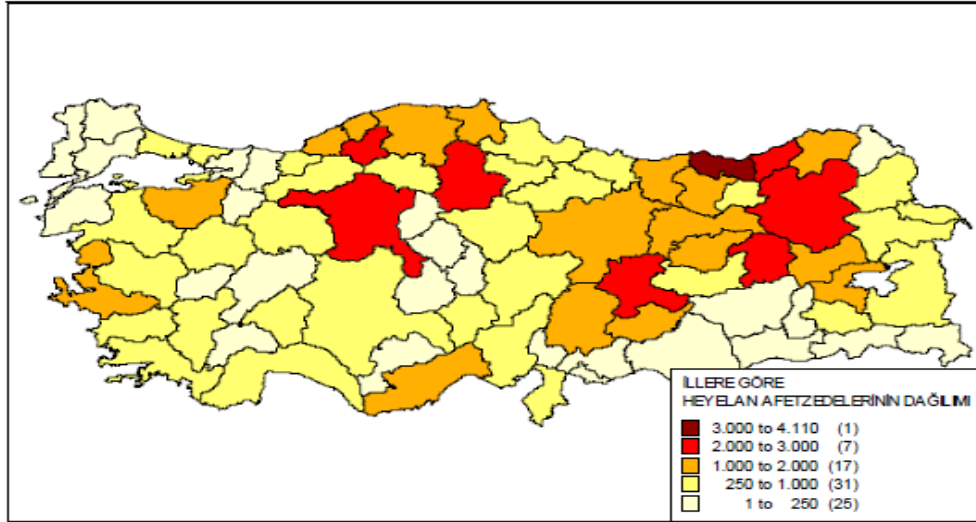 İLLERE GÖRE
HEYELAN AFETZEDELERİNİN DAĞILIMI
3.000 to 4.110 (1)
2.000 to 3.000 (7)
1.000 to 2.000 (17)
250 to 1.000 (31)
1 to 250 (25)